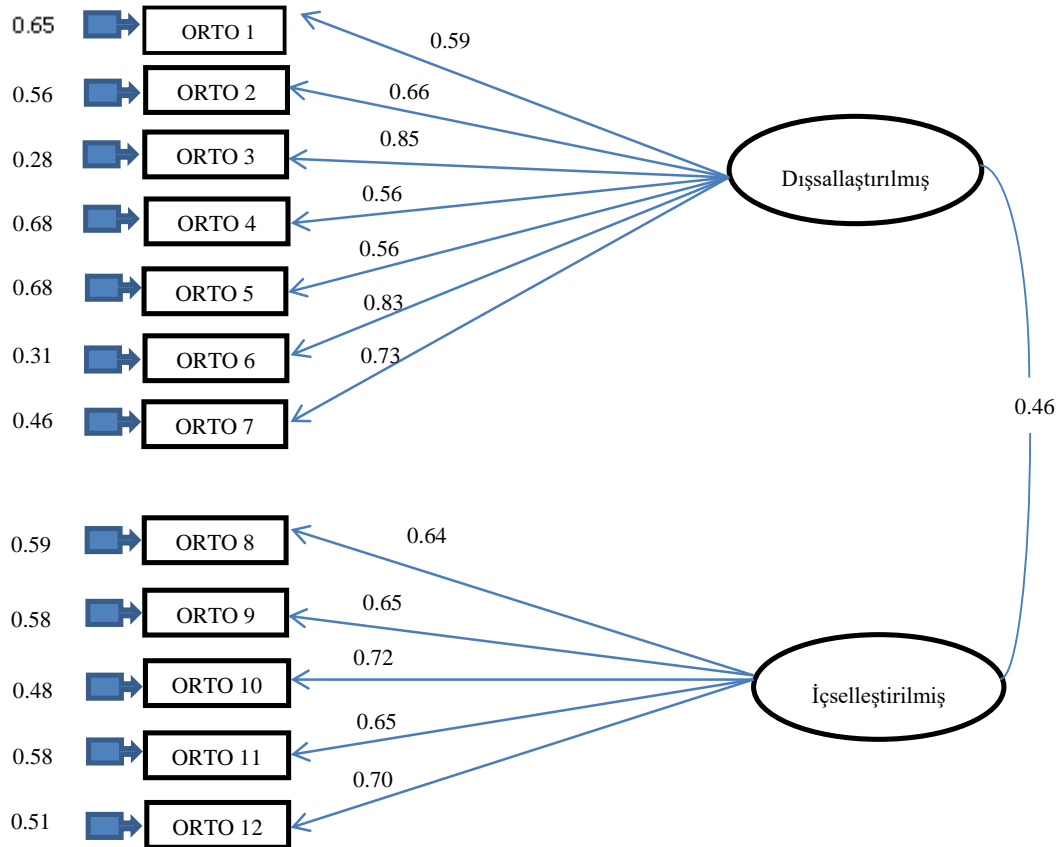 0.65 ORTO 1 0.59
0.56 ORTO 2 0.66
0.28 ORTO 3 0.85
Dışsallaştırılmış
0.68 ORTO 4 0.56
0.68 ORTO 5 0.56
0.31 ORTO 6 0.83
0.46 ORTO 7 0.73
0.46
0.59 ORTO 8 0.64
0.58 ORTO 9 0.65
0.48 ORTO 10 0.72
İçselleştirilmiş
0.58 ORTO 11 0.65
0.51 ORTO 12 0.70